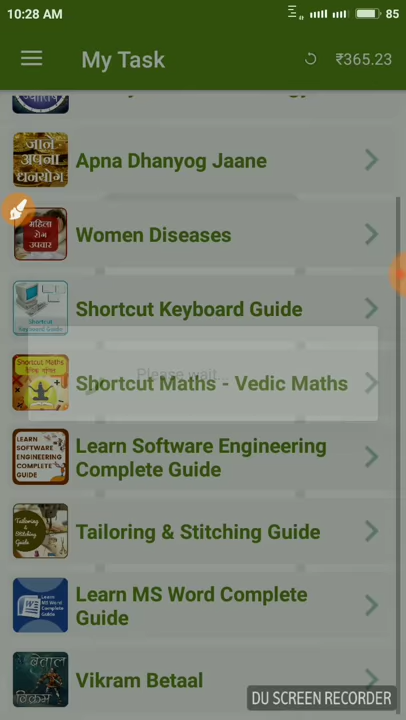 10:28 AM
85
My Task
₹365.23
जाने
अपना
धनयोग
Apna Dhanyog Jaane
महिला
रोग
उपचार
Women Diseases
Shortcut
Keyboard Guide
Shortcut Keyboard Guide
Please wait...
Shortcut Maths
Shortcut Maths - Vedic Maths
LEARN
SOFTWARE
ENGINEERING
COMPLETE
GUIDE
Learn Software Engineering
Complete Guide
Tailoring &
Stitching
Guide
Tailoring & Stitching Guide
Learn
MS Word
Complete
Guide
Learn MS Word Complete
Guide
बेताल
विक्रम
Vikram Betaal
DU SCREEN RECORDER